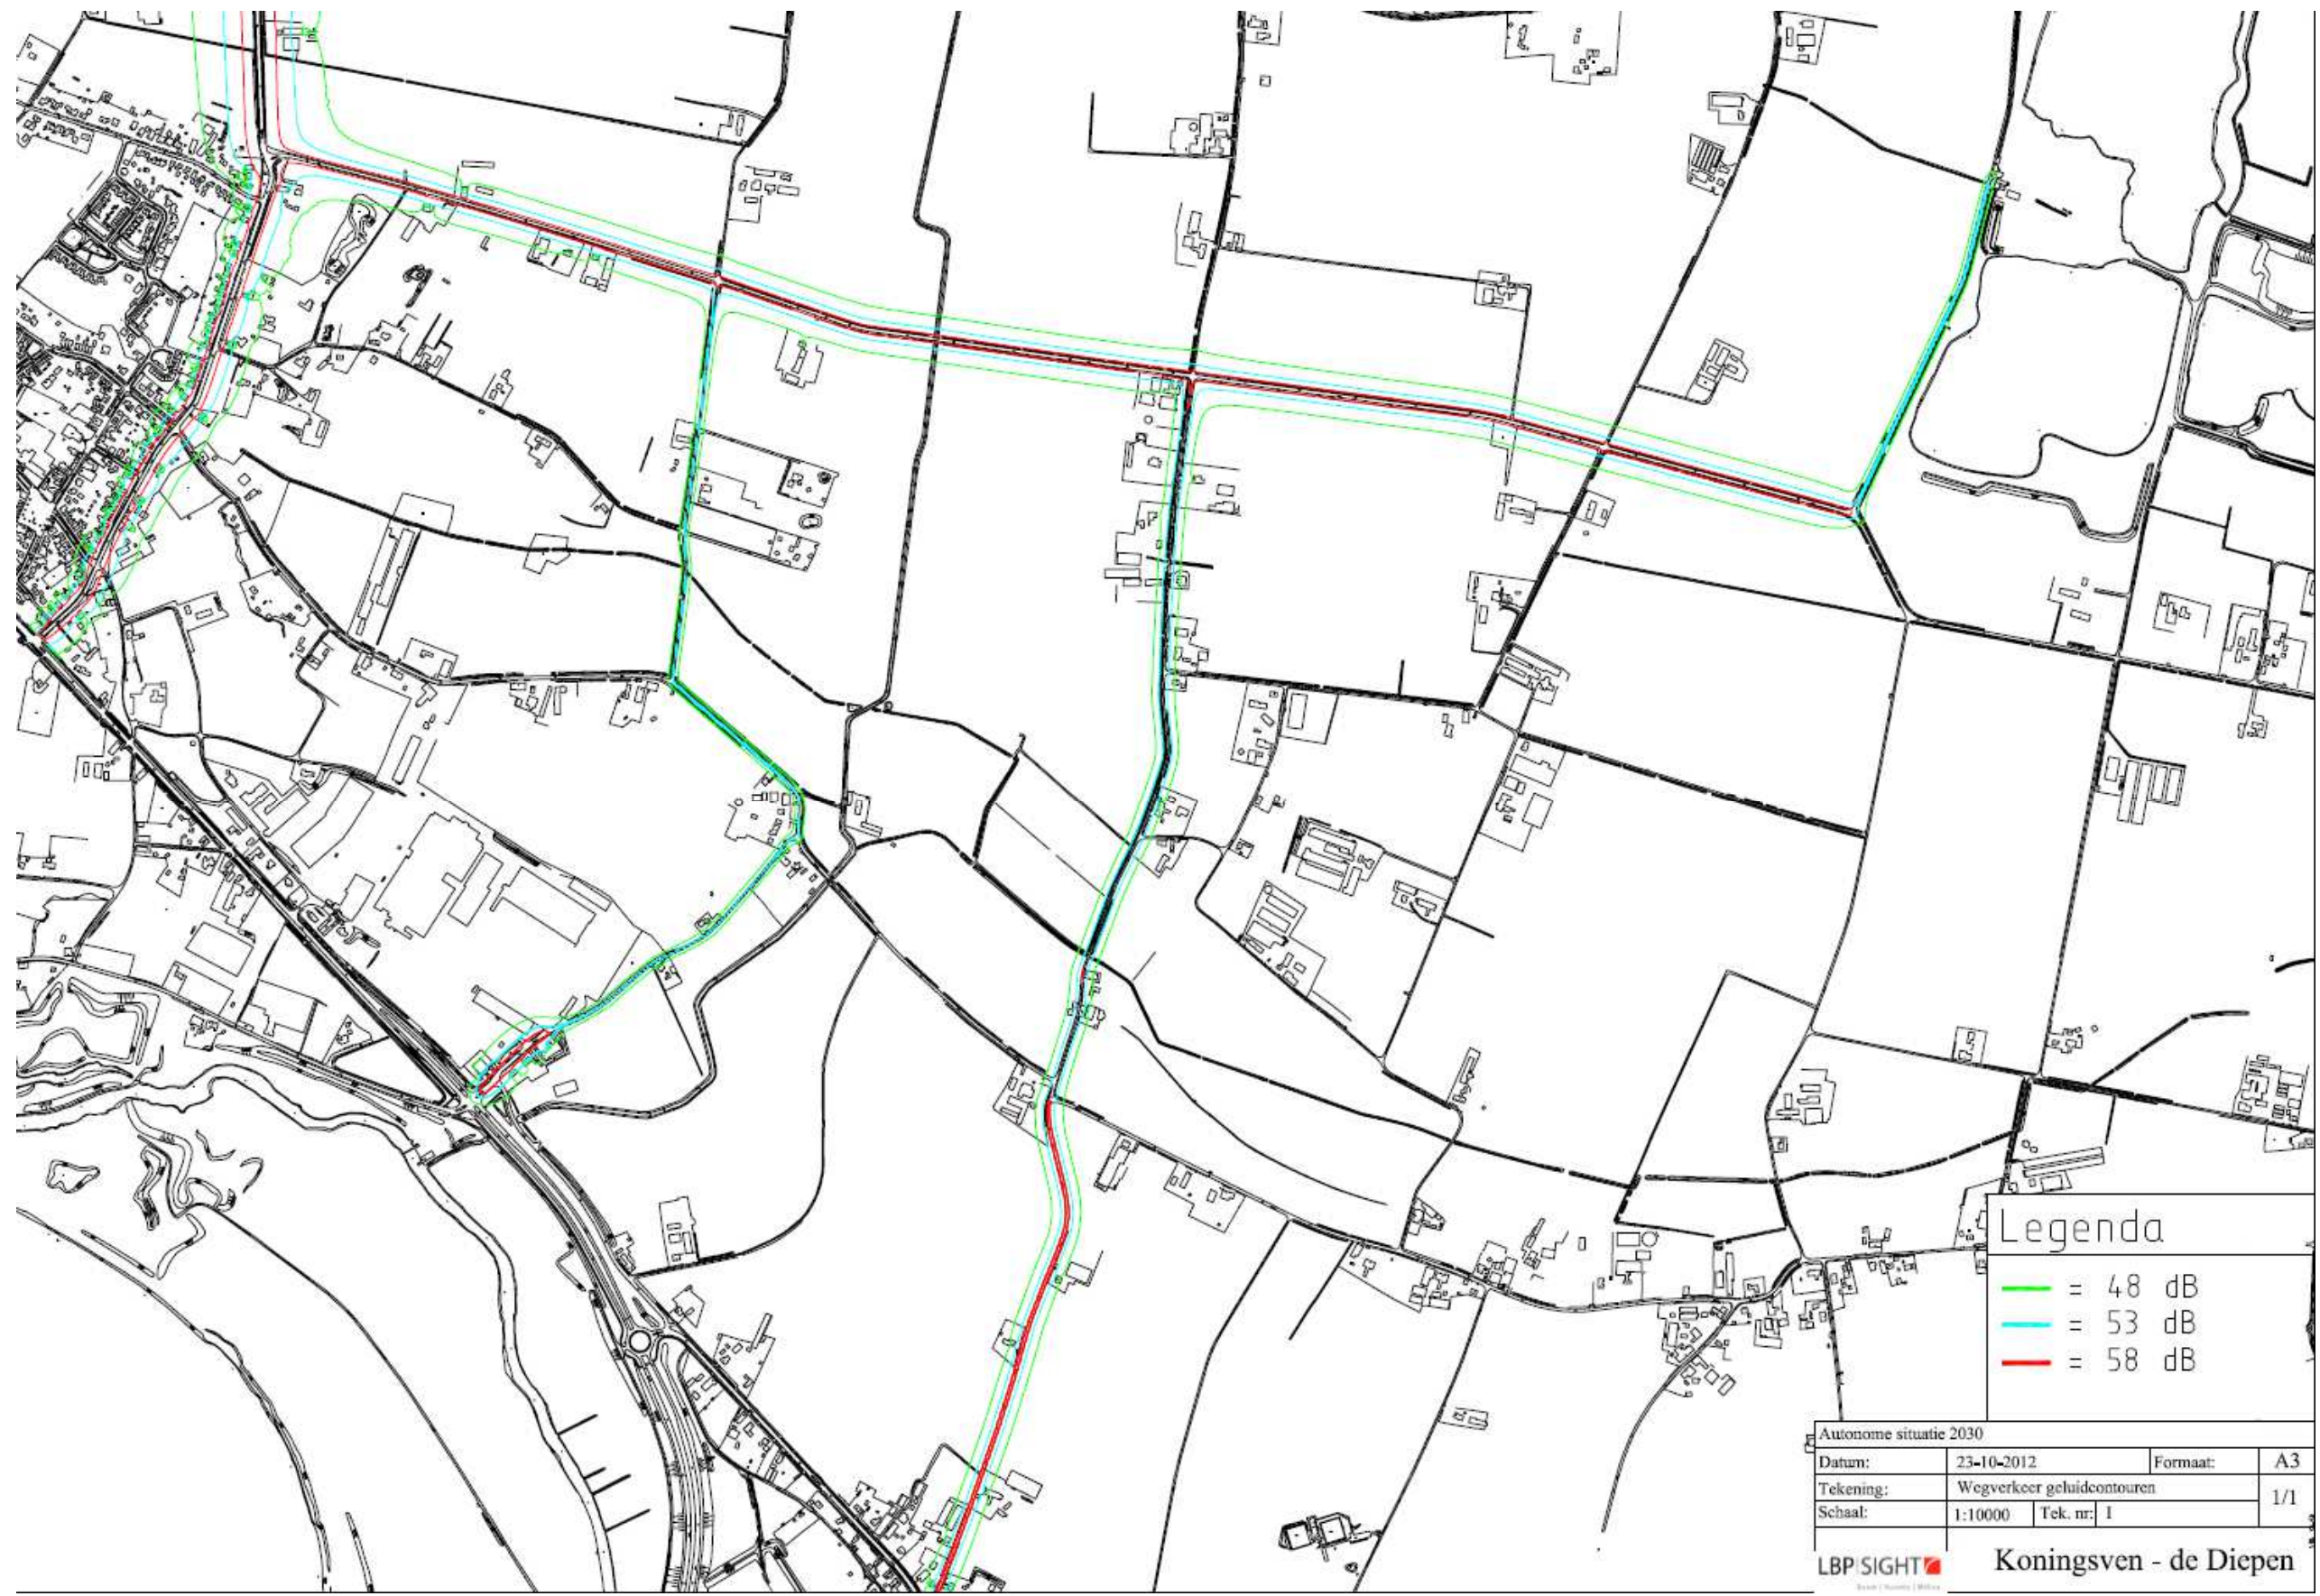 Legenda
= 48 dB
= 53 dB
= 58 dB
Autonome situatie 2030
Datum: 23-10-2012 Formaat: A3
Tekening: Wegverkeer geluidcontouren 1/1
Schaal: 1:10000 Tek. nr: I
LBP|SIGHT Koningsven - de Diepen